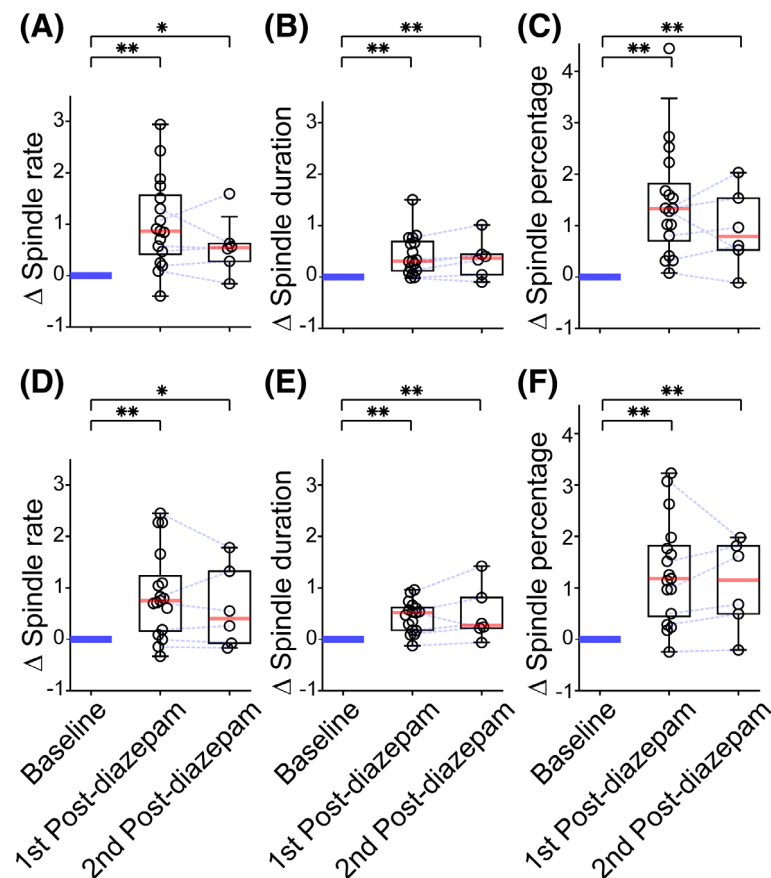 (A)
*
**
Δ Spindle rate
3
2
1
0
-1
(B)
**
**
Δ Spindle duration
3
2
1
0
-1
(C)
**
**
Δ Spindle percentage
4
3
2
1
0
-1
(D)
*
**
Δ Spindle rate
3
2
1
0
-1
(E)
**
**
Δ Spindle duration
3
2
1
0
-1
(F)
**
**
Δ Spindle percentage
4
3
2
1
0
-1
Baseline
1st Post-diazepam
2nd Post-diazepam
Baseline
1st Post-diazepam
2nd Post-diazepam
Baseline
1st Post-diazepam
2nd Post-diazepam